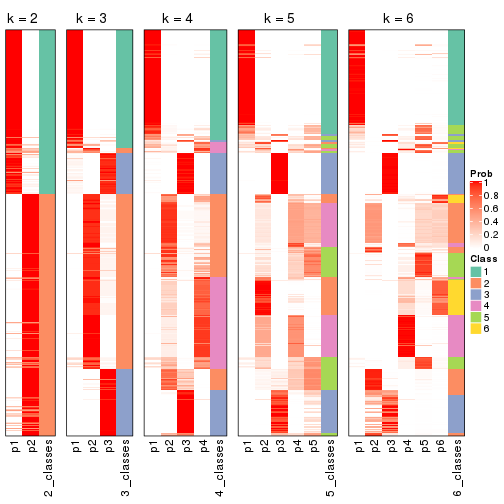 k = 2
k = 3
k = 4
k = 5
k = 6
Prob
1
0.8
0.6
0.4
0.2
0
Class
1
2
3
4
5
6
p1
p2
2_classes
p1
p2
p3
3_classes
p1
p2
p3
p4
4_classes
p1
p2
p3
p4
p5
5_classes
p1
p2
p3
p4
p5
p6
6_classes